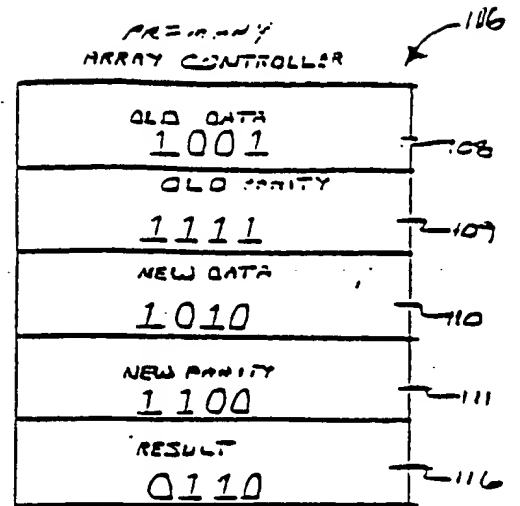 PRIMARY
ARRAY CONTROLLER
106
OLD DATA
1001
108
OLD PARITY
1111
109
NEW DATA
1010
110
NEW PARITY
1100
111
RESULT
0110
116